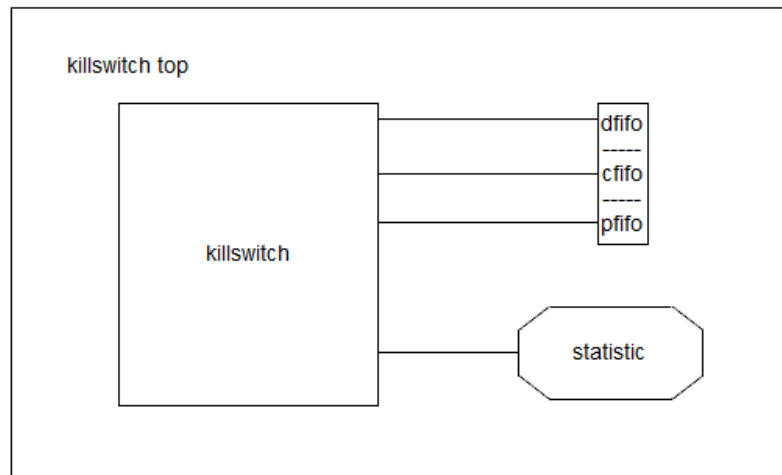 killswitch top
dfifo
-----
cfifo
-----
pfifo
killswitch
statistic